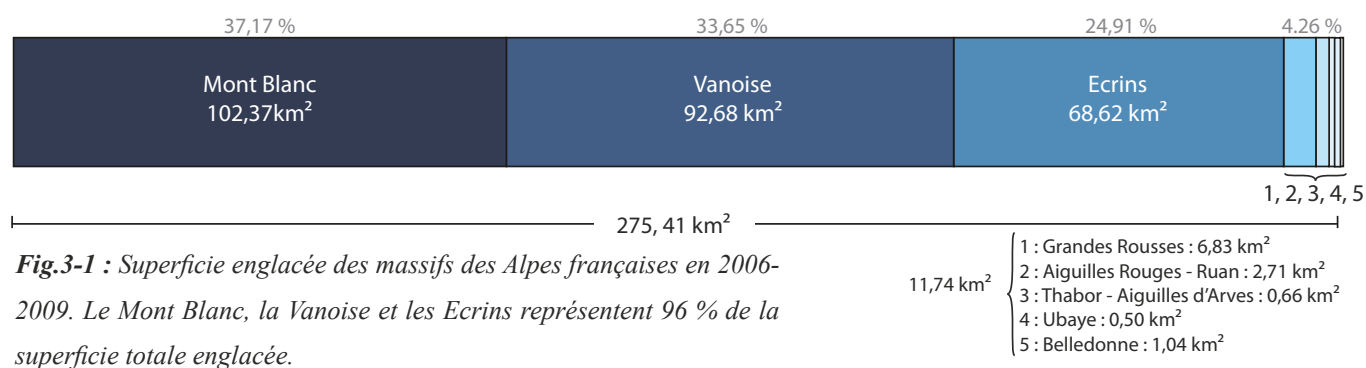 37,17 %
33,65 %
24,91 %
4.26 %
Mont Blanc
102,37km²
Vanoise
92,68 km²
Ecrins
68,62 km²
1, 2, 3, 4, 5
275, 41 km²
Fig.3-1 : Superficie englacée des massifs des Alpes françaises en 2006-
2009. Le Mont Blanc, la Vanoise et les Ecrins représentent 96 % de la
superficie totale englacée.
11,74 km²
1 : Grandes Rousses : 6,83 km²
2 : Aiguilles Rouges - Ruan : 2,71 km²
3 : Thabor - Aiguilles d'Arves : 0,66 km²
4 : Ubaye : 0,50 km²
5 : Belledonne : 1,04 km²